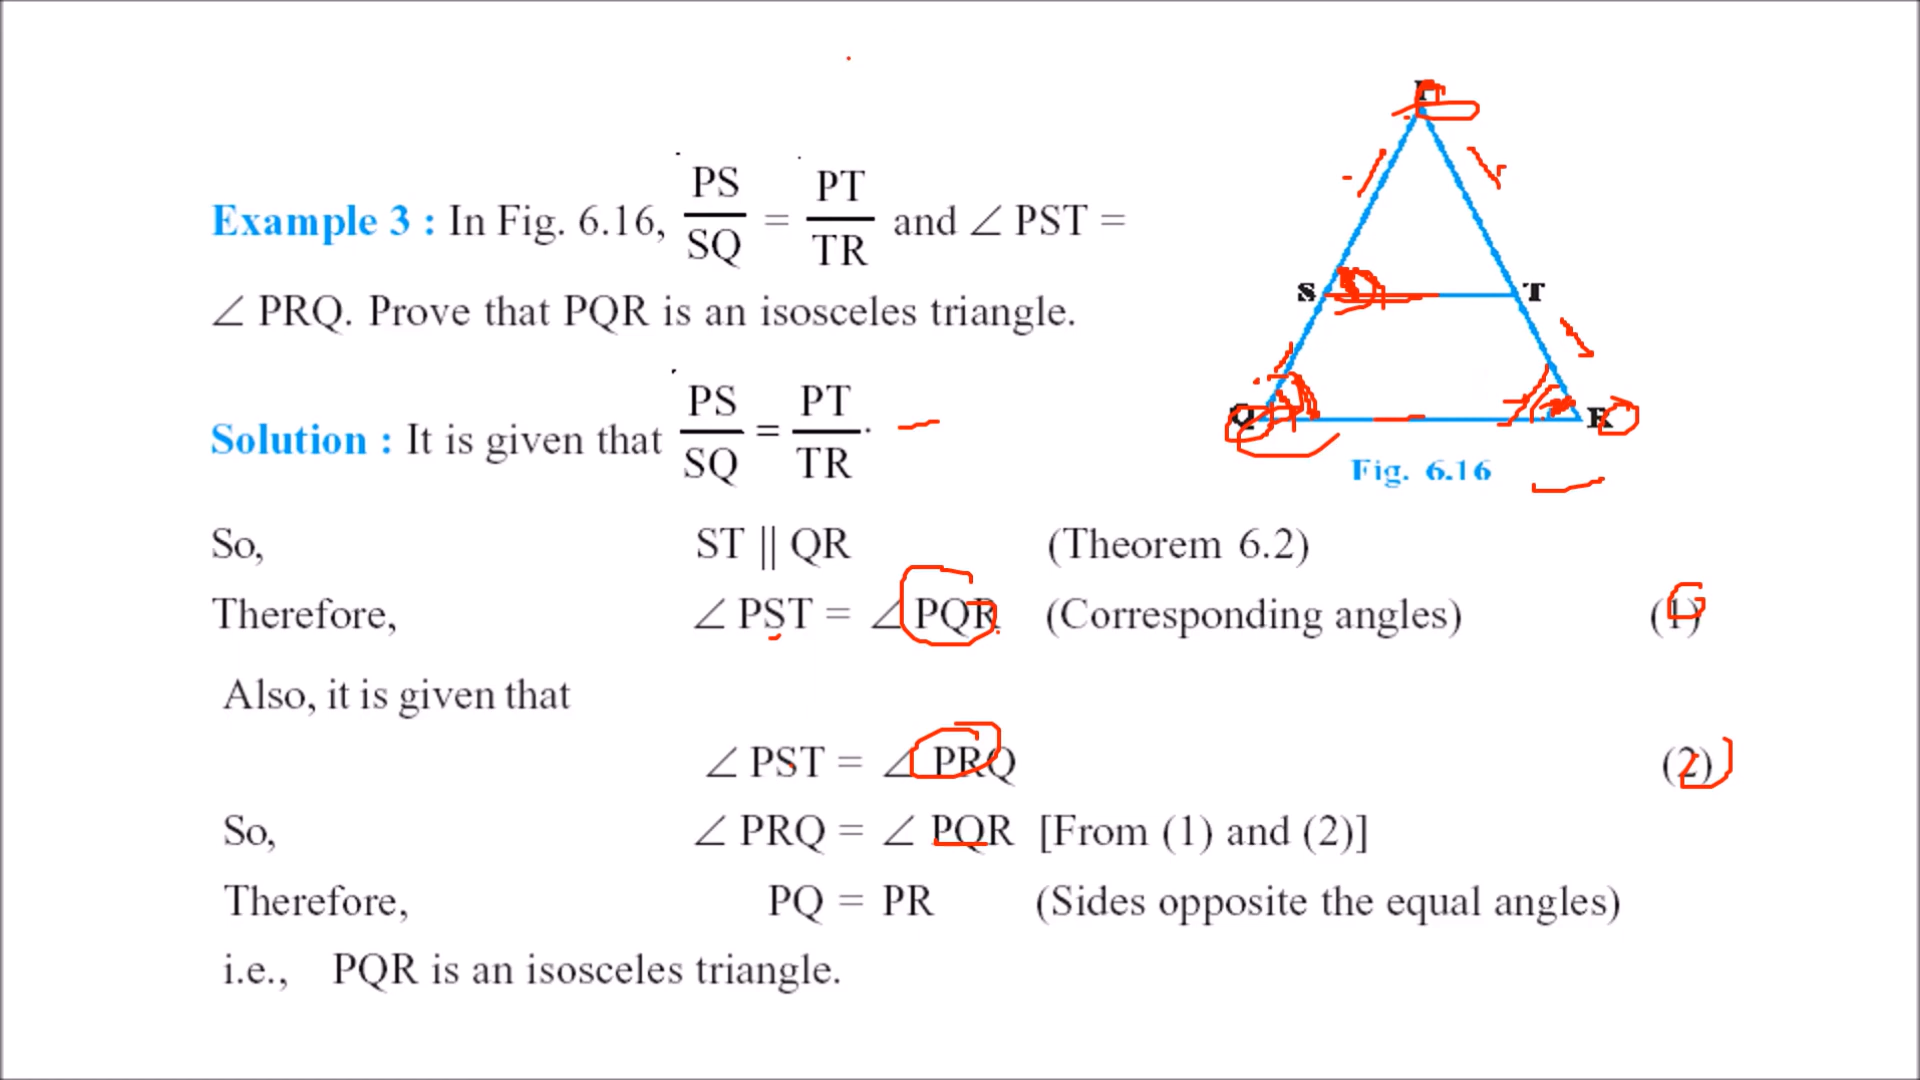 Example 3 : In Fig. 6.16, PS/SQ = PT/TR and ∠ PST =
∠ PRQ. Prove that PQR is an isosceles triangle.
Solution : It is given that PS/SQ = PT/TR.
So, ST || QR (Theorem 6.2)
Therefore, ∠ PST = ∠ PQR (Corresponding angles) (1)
Also, it is given that
∠ PST = ∠ PRQ (2)
So, ∠ PRQ = ∠ PQR [From (1) and (2)]
Therefore, PQ = PR (Sides opposite the equal angles)
i.e., PQR is an isosceles triangle.
P
S T
Q R
Fig. 6.16